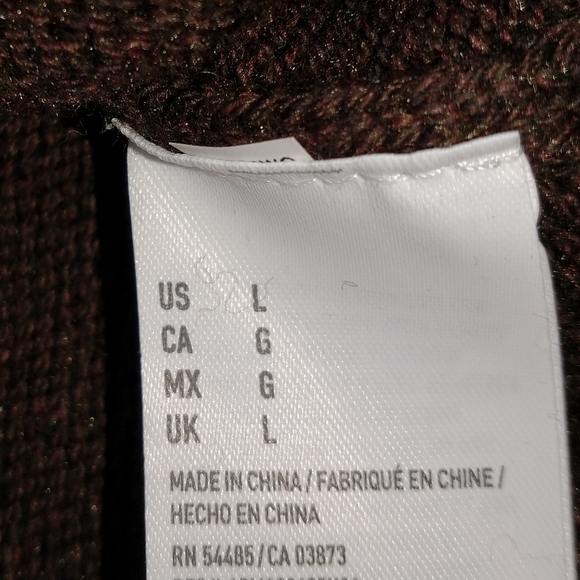 US L
CA G
MX G
UK L
MADE IN CHINA / FABRIQUÉ EN CHINE /
HECHO EN CHINA
RN 54485 / CA 03873